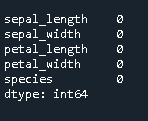 sepal_length    0
sepal_width     0
petal_length    0
petal_width     0
species         0
dtype: int64